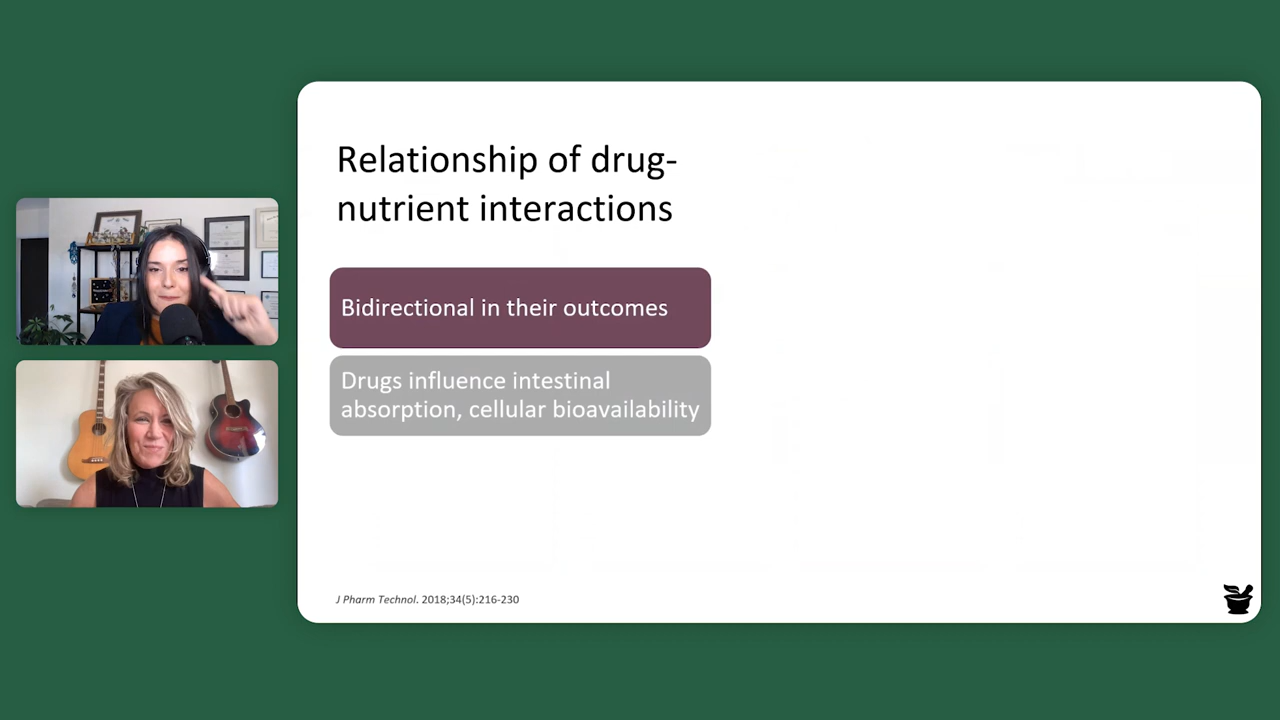 Relationship of drug-
nutrient interactions
Bidirectional in their outcomes
Drugs influence intestinal
absorption, cellular bioavailability
J Pharm Technol. 2018;34(5):216-230